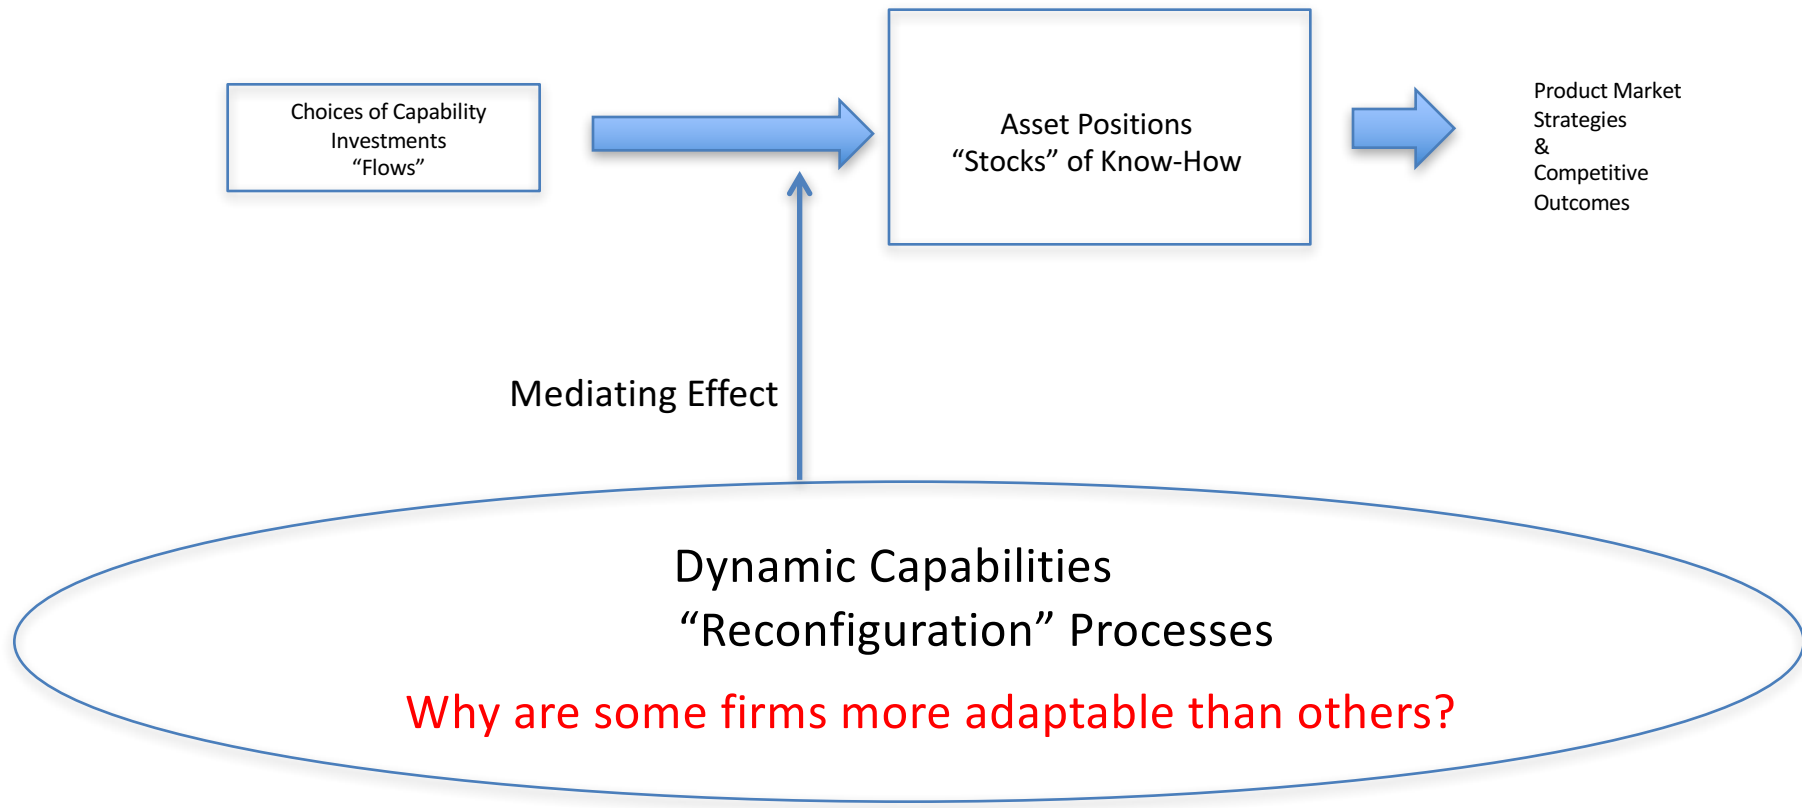 Choices of Capability
Investments
“Flows”
Asset Positions
“Stocks” of Know-How
Product Market
Strategies
&
Competitive
Outcomes
Mediating Effect
Dynamic Capabilities
“Reconfiguration” Processes
Why are some firms more adaptable than others?